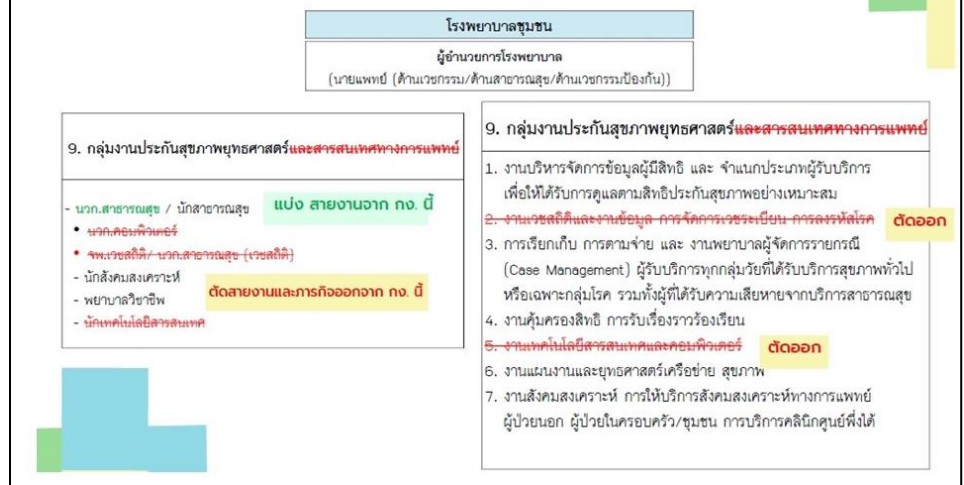 โรงพยาบาลชุมชน
ผู้อำนวยการโรงพยาบาล
(นายแพทย์ (ด้านเวชกรรม/ด้านสาธารณสุข/ด้านเวชกรรมป้องกัน))
9. กลุ่มงานประกันสุขภาพยุทธศาสตร์และสารสนเทศทางการแพทย์
- นวก.สาธารณสุข / นักสาธารณสุข แบ่ง สายงานจาก กง. นี้
• นวก.คอมพิวเตอร์
• จพ.เวชสถิติ/ นวก.สาธารณสุข (เวชสถิติ)
- นักสังคมสงเคราะห์
- พยาบาลวิชาชีพ
ตัดสายงานและภารกิจออกจาก กง. นี้
- นักเทคโนโลยีสารสนเทศ
9. กลุ่มงานประกันสุขภาพยุทธศาสตร์และสารสนเทศทางการแพทย์
1. งานบริหารจัดการข้อมูลผู้มีสิทธิ และ จำแนกประเภทผู้รับบริการ
เพื่อให้ได้รับการดูแลตามสิทธิประกันสุขภาพอย่างเหมาะสม
2. งานเวชสถิติและงานข้อมูล การจัดการเวชระเบียน การลงรหัสโรค ตัดออก
3. การเรียกเก็บ การตามจ่าย และ งานพยาบาลผู้จัดการรายกรณี
(Case Management) ผู้รับบริการทุกกลุ่มวัยที่ได้รับบริการสุขภาพทั่วไป
หรือเฉพาะกลุ่มโรค รวมทั้งผู้ที่ได้รับความเสียหายจากบริการสาธารณสุข
4. งานคุ้มครองสิทธิ การรับเรื่องราวร้องเรียน
5. งานเทคโนโลยีสารสนเทศและคอมพิวเตอร์ ตัดออก
6. งานแผนงานและยุทธศาสตร์เครือข่าย สุขภาพ
7. งานสังคมสงเคราะห์ การให้บริการสังคมสงเคราะห์ทางการแพทย์
ผู้ป่วยนอก ผู้ป่วยในครอบครัว/ชุมชน การบริการคลินิกศูนย์พึ่งได้